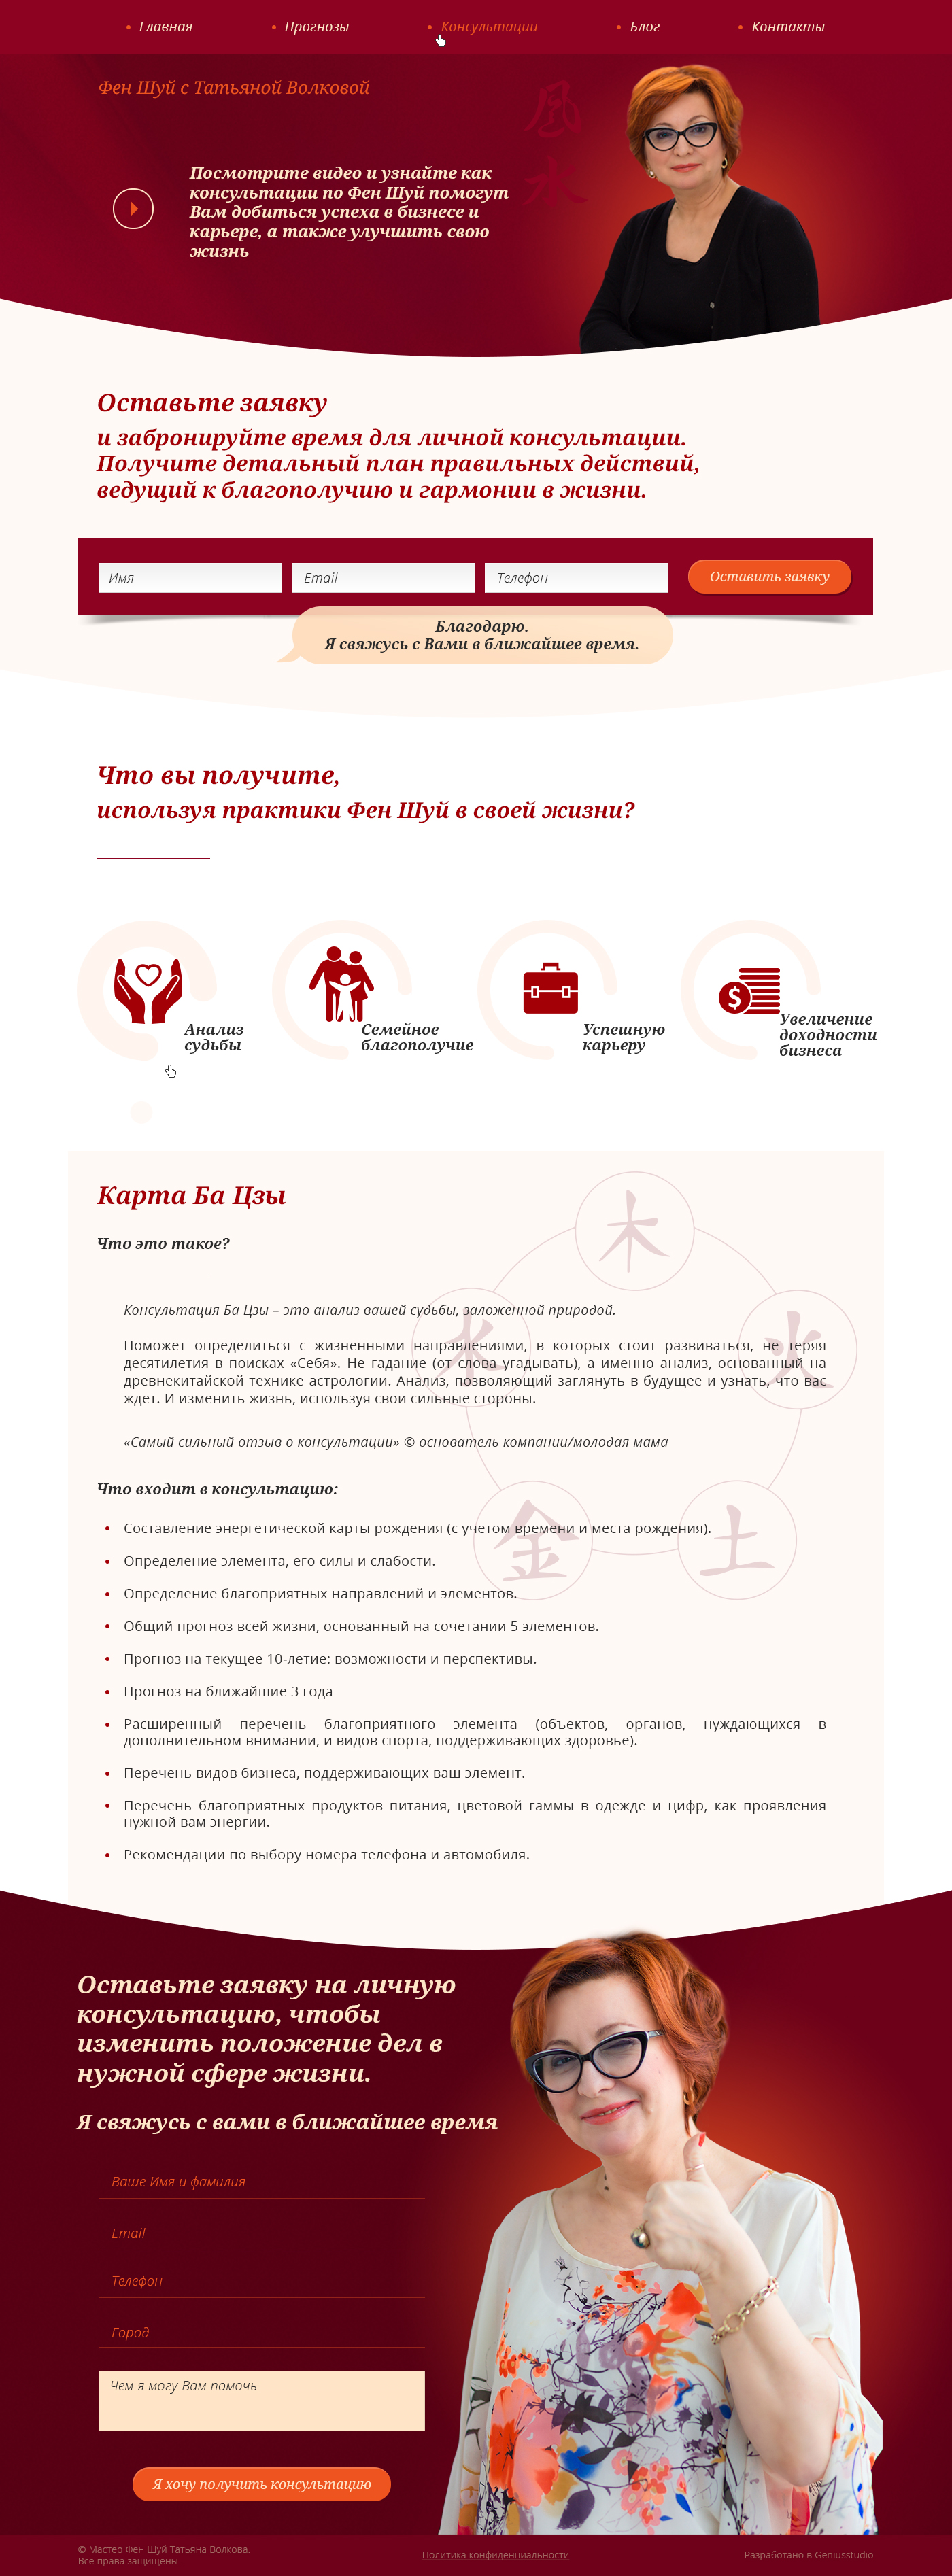 Главная
Прогнозы
Консультации
Блог
Контакты
Фен Шуй с Татьяной Волковой
风
水
Посмотрите видео и узнайте как
консультации по Фен Шуй помогут
Вам добиться успеха в бизнесе и
карьере, а также улучшить свою
жизнь
Оставьте заявку
и забронируйте время для личной консультации.
Получите детальный план правильных действий,
ведущий к благополучию и гармонии в жизни.
Имя
Email
Телефон
Оставить заявку
Благодарю.
Я свяжусь с Вами в ближайшее время.
Что вы получите,
используя практики Фен Шуй в своей жизни?
Анализ
судьбы
Семейное
благополучие
Успешную
карьеру
$
Увеличение
доходности
бизнеса
Карта Ба Цзы
木
Что это такое?
水
火
Консультация Ба Цзы – это анализ вашей судьбы, заложенной природой.
Поможет определиться с жизненными направлениями, в которых стоит развиваться, не теряя
десятилетия в поисках «Себя». Не гадание (от слова угадывать), а именно анализ, основанный на
древнекитайской технике астрологии. Анализ, позволяющий заглянуть в будущее и узнать, что вас
ждет. И изменить жизнь, используя свои сильные стороны.
«Самый сильный отзыв о консультации» © основатель компании/молодая мама
Что входит в консультацию:
金
土
• Составление энергетической карты рождения (с учетом времени и места рождения).
• Определение элемента, его силы и слабости.
• Определение благоприятных направлений и элементов.
• Общий прогноз всей жизни, основанный на сочетании 5 элементов.
• Прогноз на текущее 10-летие: возможности и перспективы.
• Прогноз на ближайшие 3 года
• Расширенный перечень благоприятного элемента (объектов, органов, нуждающихся в
дополнительном внимании, и видов спорта, поддерживающих здоровье).
• Перечень видов бизнеса, поддерживающих ваш элемент.
• Перечень благоприятных продуктов питания, цветовой гаммы в одежде и цифр, как проявления
нужной вам энергии.
• Рекомендации по выбору номера телефона и автомобиля.
Оставьте заявку на личную
консультацию, чтобы
изменить положение дел в
нужной сфере жизни.
Я свяжусь с вами в ближайшее время
Ваше Имя и фамилия
Email
Телефон
Город
Чем я могу Вам помочь
Я хочу получить консультацию
© Мастер Фен Шуй Татьяна Волкова.
Все права защищены.
Политика конфиденциальности
Разработано в Geniusstudio